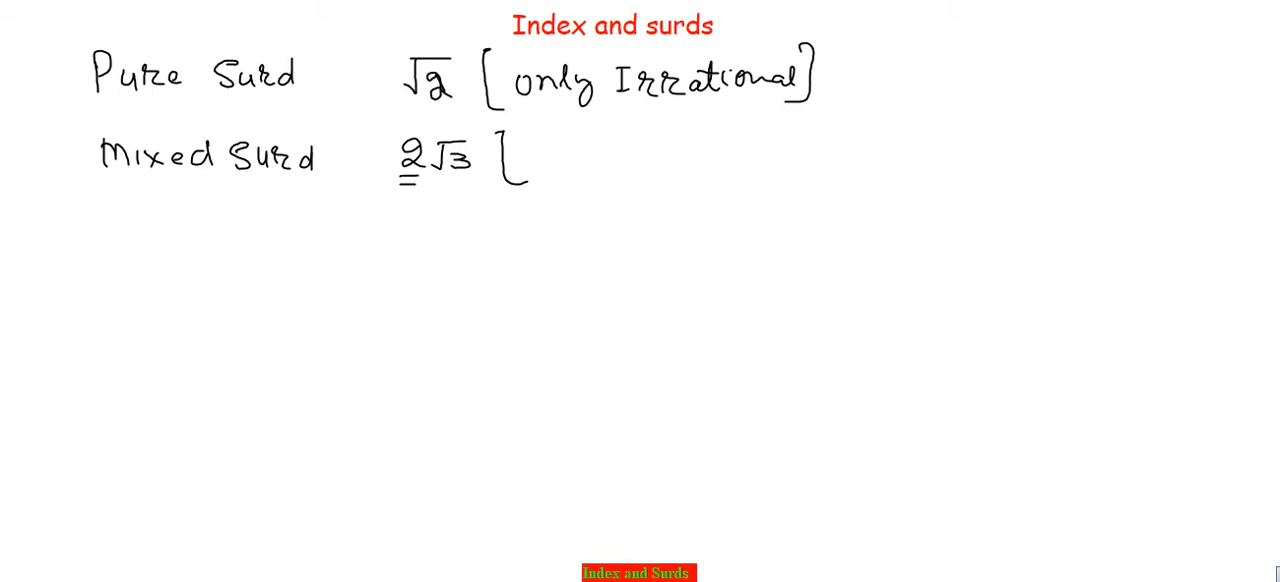 Index and surds
Pure Surd √2 [only Irrational]
Mixed Surd 2√3 [
Index and Surds